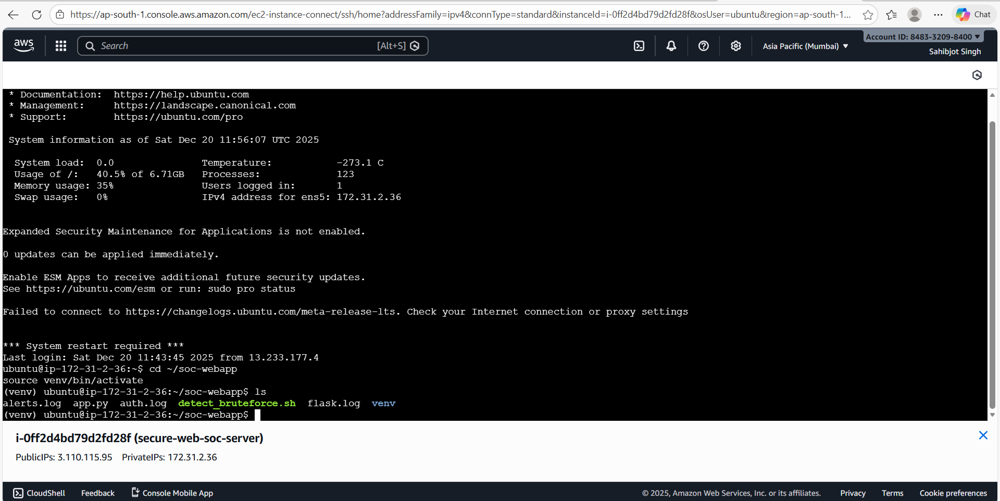 https://ap-south-1.console.aws.amazon.com/ec2-instance-connect/ssh/home?addressFamily=ipv4&connType=standard&instanceId=i-0ff2d4bd79d2fd28f&osUser=ubuntu&region=ap-south-1...
Chat
aws
Search
[Alt+S]
Asia Pacific (Mumbai)
Account ID: 8483-3209-8400
Sahibjot Singh
* Documentation:  https://help.ubuntu.com
* Management:     https://landscape.canonical.com
* Support:        https://ubuntu.com/pro
System information as of Sat Dec 20 11:56:07 UTC 2025
System load:  0.0               Temperature:           -273.1 C
Usage of /:   40.5% of 6.71GB   Processes:             123
Memory usage: 35%               Users logged in:       1
Swap usage:   0%                IPv4 address for ens5: 172.31.2.36
Expanded Security Maintenance for Applications is not enabled.
0 updates can be applied immediately.
Enable ESM Apps to receive additional future security updates.
See https://ubuntu.com/esm or run: sudo pro status
Failed to connect to https://changelogs.ubuntu.com/meta-release-lts. Check your Internet connection or proxy settings
*** System restart required ***
Last login: Sat Dec 20 11:43:45 2025 from 13.233.177.4
ubuntu@ip-172-31-2-36:~$ cd ~/soc-webapp
source venv/bin/activate
(venv) ubuntu@ip-172-31-2-36:~/soc-webapp$ ls
alerts.log  app.py  auth.log  detect_bruteforce.sh  flask.log  venv
(venv) ubuntu@ip-172-31-2-36:~/soc-webapp$
i-0ff2d4bd79d2fd28f (secure-web-soc-server)
PublicIPs: 3.110.115.95    PrivateIPs: 172.31.2.36
CloudShell
Feedback
Console Mobile App
© 2025, Amazon Web Services, Inc. or its affiliates.
Privacy
Terms
Cookie preferences